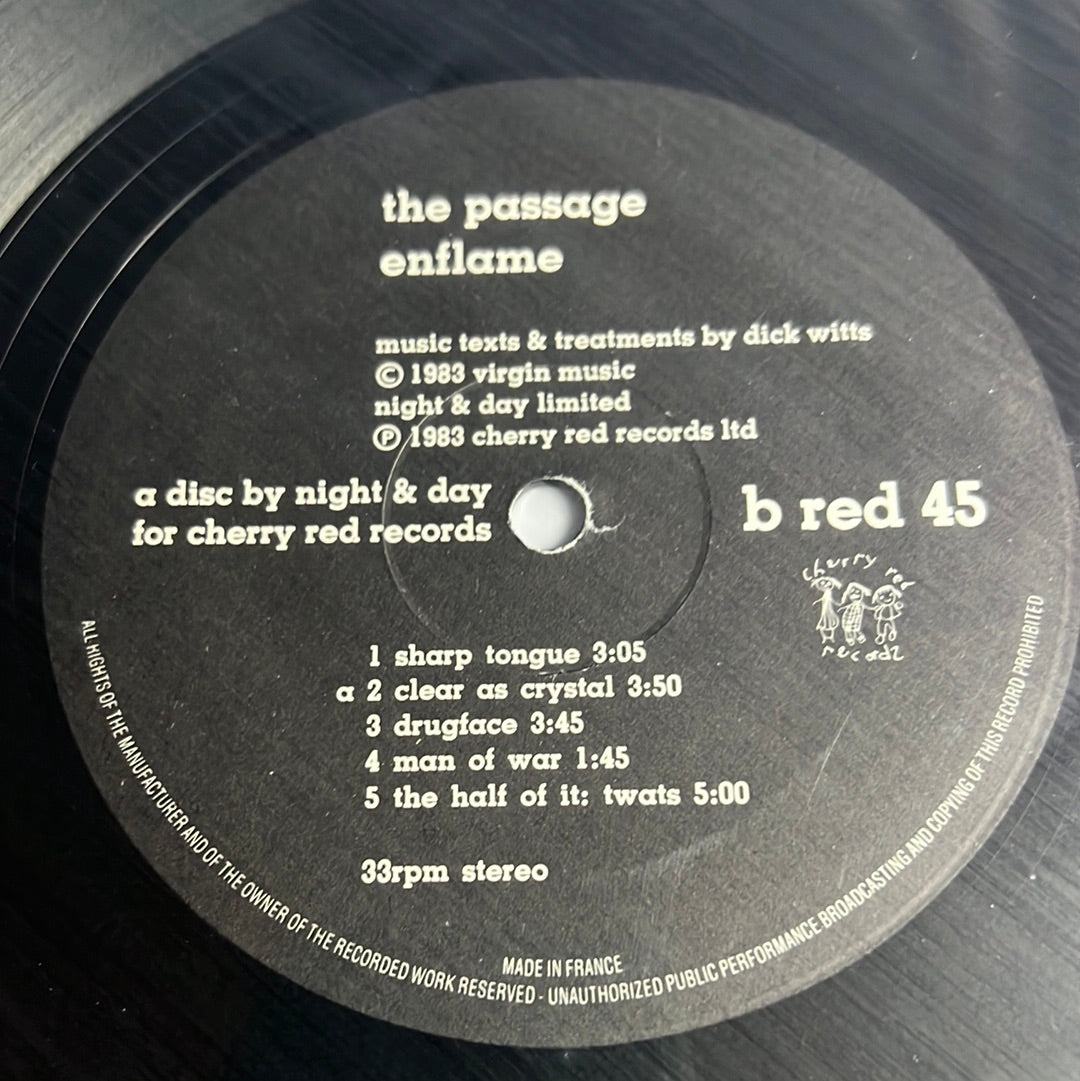 the passage
enflame
music texts & treatments by dick witts
© 1983 virgin music
night & day limited
℗ 1983 cherry red records ltd
a disc by night & day
for cherry red records
b red 45
cherry red
recordz
1 sharp tongue 3:05
a 2 clear as crystal 3:50
3 drugface 3:45
4 man of war 1:45
5 the half of it: twats 5:00
33rpm stereo
MADE IN FRANCE
ALL RIGHTS OF THE MANUFACTURER AND OF THE OWNER OF THE RECORDED WORK RESERVED - UNAUTHORIZED PUBLIC PERFORMANCE BROADCASTING AND COPYING OF THIS RECORD PROHIBITED